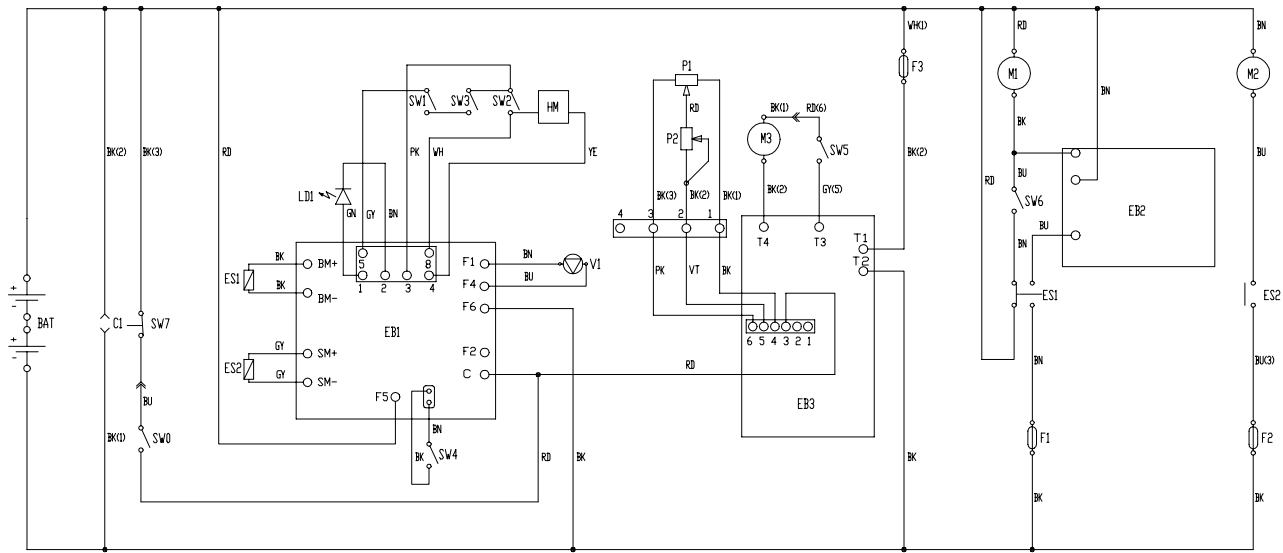 WH(1)
RD
BN
F3
P1
M1
M2
SW1
SW3
SW2
HM
RD
BK(1)
RD(6)
BN
BK
P2
M3
BK(2)
BK(3)
RD
PK
WH
YE
SW5
BK(2)
BU
BU
LD1
GN
GY
BN
BK(3)
BK(2)
BK(1)
BK(2)
GY(5)
RD
SW6
EB2
4
3
2
1
BU
T4
T3
T1
BN
BK
BM+
5
8
F1
BN
V1
T2
ES1
BK
BM-
1
2
3
4
F4
BU
PK
VT
BK
ES1
ES2
+
-
BAT
+
-
C1
SW7
EB1
F6
6
5
4
3
2
1
GY
SM+
F2
ES2
GY
SM-
C
RD
BN
BU(3)
F5
EB3
BU
BN
BK(1)
SW0
BK
SW4
RD
BK
BK
F1
F2
BK
BK